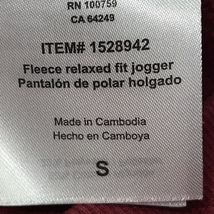 RN 100759
CA 64249
ITEM# 1528942
Fleece relaxed fit jogger
Pantalón de polar holgado
Made in Cambodia
Hecho en Camboya
S